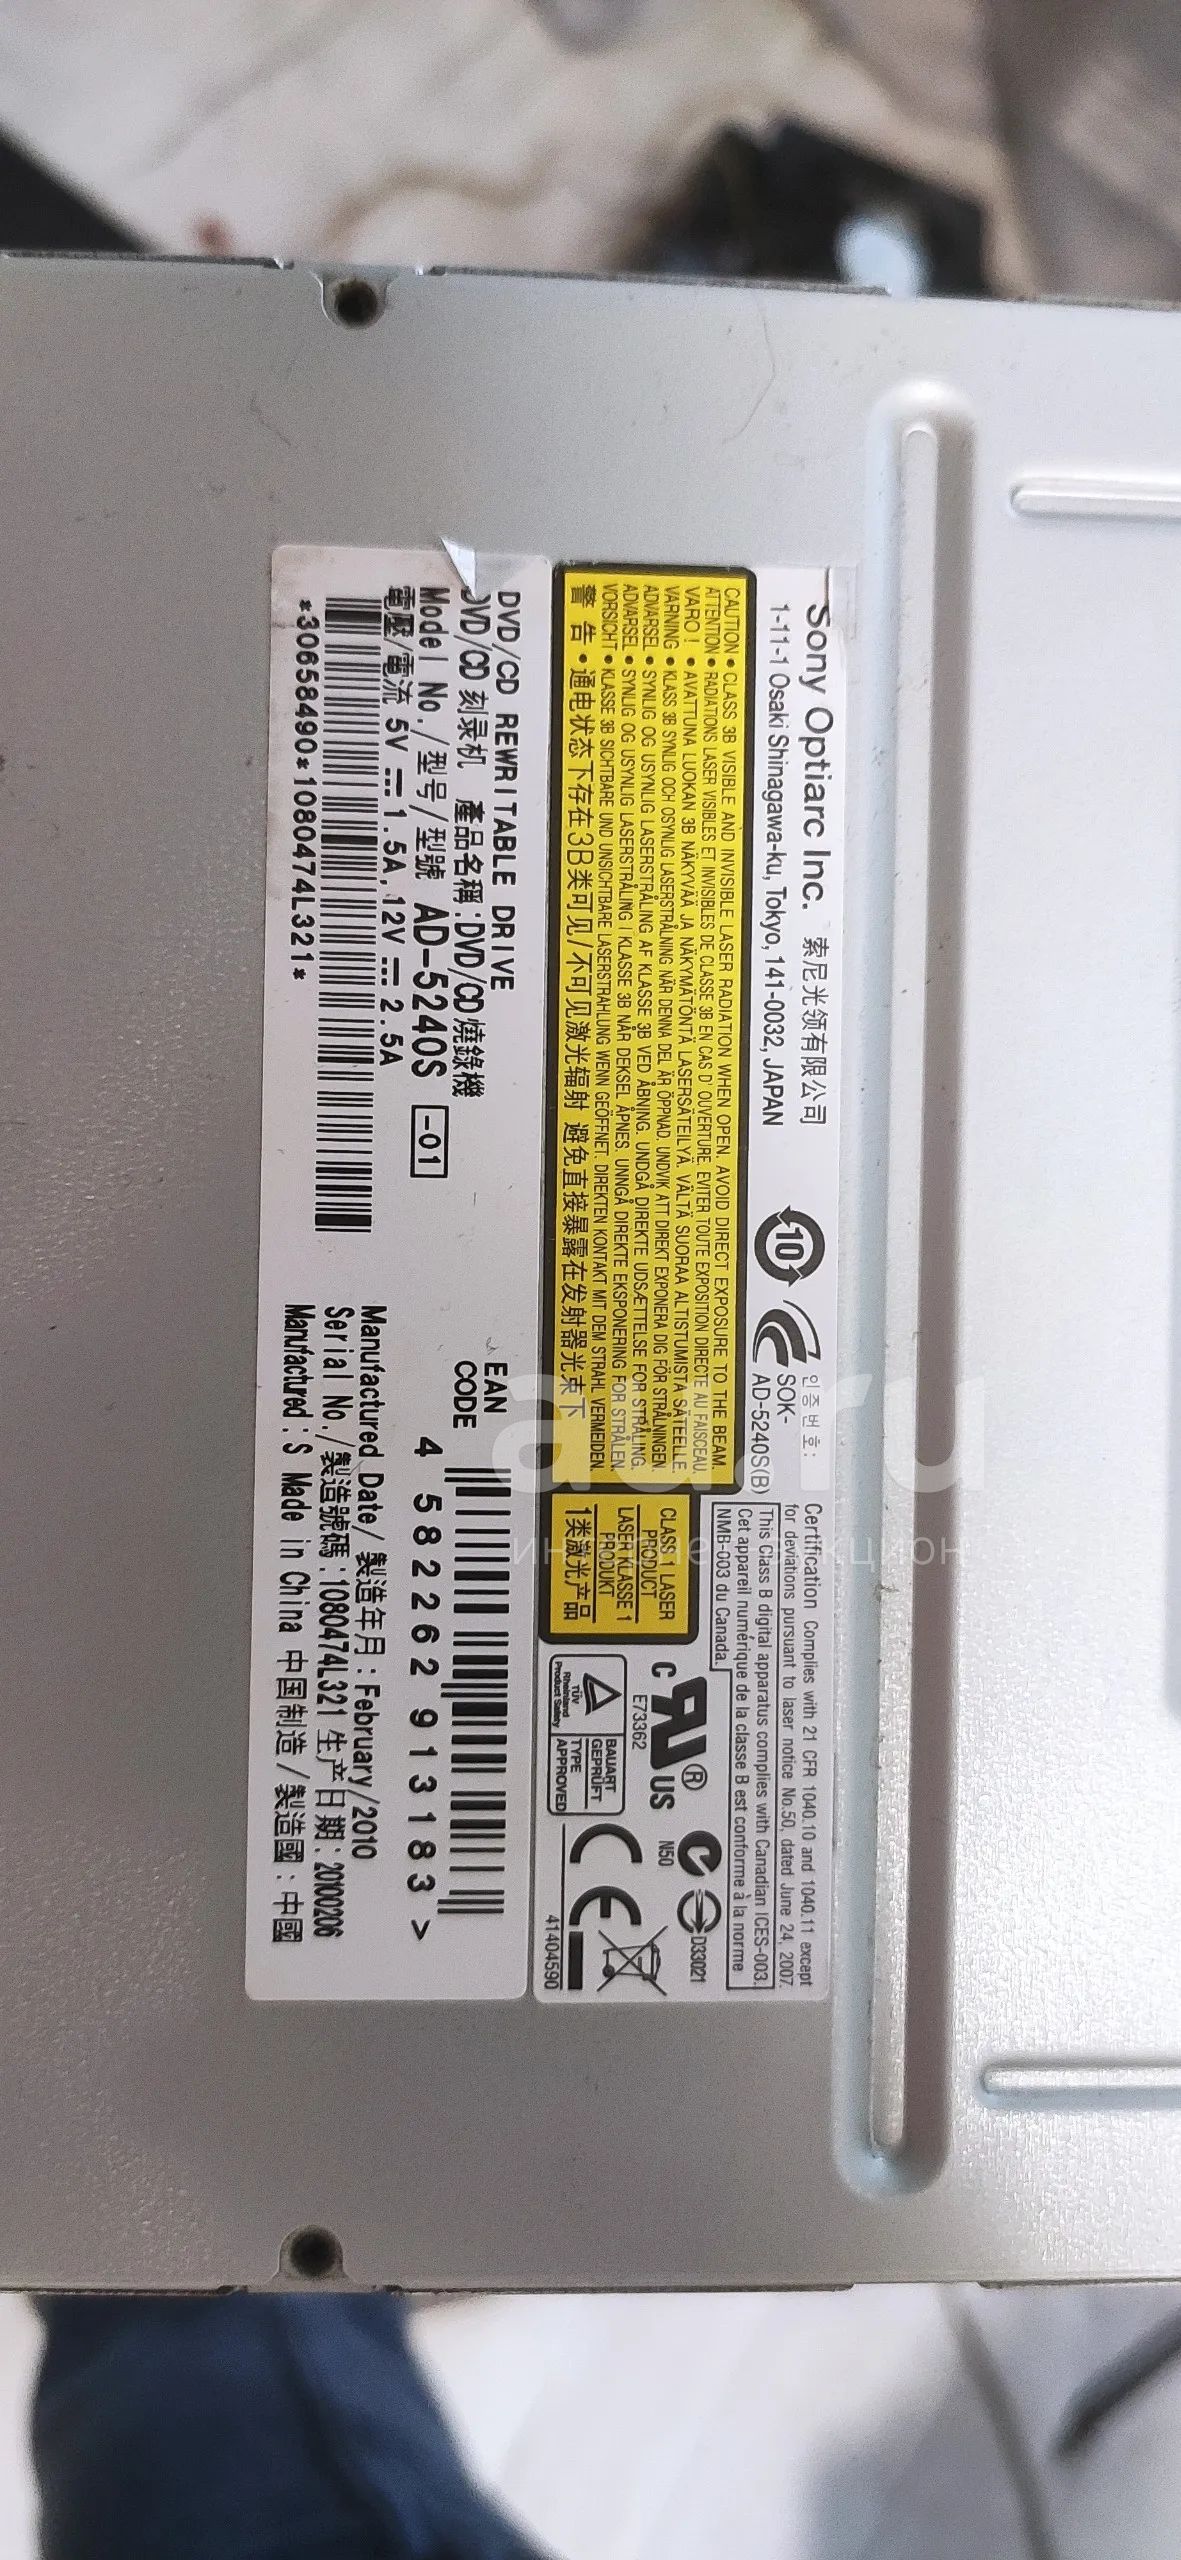 Sony Optiarc Inc. 索尼光领有限公司
1-11-1 Osaki Shinagawa-ku, Tokyo, 141-0032, JAPAN
10
인증번호:
SOK-
AD-5240S(B)
Certification Complies with 21 CFR 1040.10 and 1040.11 except
for deviations pursuant to laser notice No.50, dated June 24, 2007.
This Class B digital apparatus complies with Canadian ICES-003.
Cet appareil numérique de la classe B est conforme à la norme
NMB-003 du Canada.
CAUTION • CLASS 3B VISIBLE AND INVISIBLE LASER RADIATION WHEN OPEN. AVOID DIRECT EXPOSURE TO THE BEAM.
ATTENTION • RADIATIONS LASER VISIBLES ET INVISIBLES DE CLASSE 3B EN CAS D' OUVERTURE. EVITER TOUTE EXPOSITION DIRECTE AU FAISCEAU.
VARO ! • AVATTUNA LUOKAN 3B NÄKYVÄÄ JA NÄKYMÄTÖNTÄ LASERSÄTEILYÄ. VÄLTÄ SUORAA ALTISTUMISTA SÄTEELLE.
VARNING • KLASS 3B SYNLIG OCH OSYNLIG LASERSTRÅLNING NÄR DENNA DEL ÄR ÖPPNAD. UNDVIK ATT DIREKT EXPONERA DIG FÖR STRÅLNINGEN.
ADVARSEL • SYNLIG OG USYNLIG LASERSTRÅLING AF KLASSE 3B VED ÅBNING. UNDGÅ DIREKTE UDSÆTTELSE FOR STRÅLING.
ADVARSEL • SYNLIG OG USYNLIG LASERSTRÅLING I KLASSE 3B NÅR DEKSEL ÅPNES. UNNGÅ DIREKTE EKSPONERING FOR STRÅLEN.
VORSICHT • KLASSE 3B SICHTBARE UND UNSICHTBARE LASERSTRAHLUNG WENN GEÖFFNET. DIREKTEN KONTAKT MIT DEM STRAHL VERMEIDEN.
警 告 • 通电状态下存在3B类可见/不可见激光辐射 避免直接暴露在发射器光束下
CLASS 1 LASER
PRODUCT
LASER KLASSE 1
PRODUKT
1类激光产品
C UL ® US
E73362
N50
D33021
TÜV
Rheinland
Product Safety
BAUART
GEPRÜFT
TYPE
APPROVED
CE
41404590
DVD/CD REWRITABLE DRIVE
DVD/CD 刻录机 產品名稱:DVD/CD燒錄機
Model No./型号/型號 AD-5240S -01
電壓/電流 5V 1.5A, 12V 2.5A
*30658490*1080474L321*
EAN
CODE
4 582262 913183 >
Manufactured Date/製造年月:February/2010
Serial No./製造號碼:1080474L321 生产日期:20100206
Manufactured:S Made in China 中国制造/製造國:中國
au.ru
интернет-аукцион